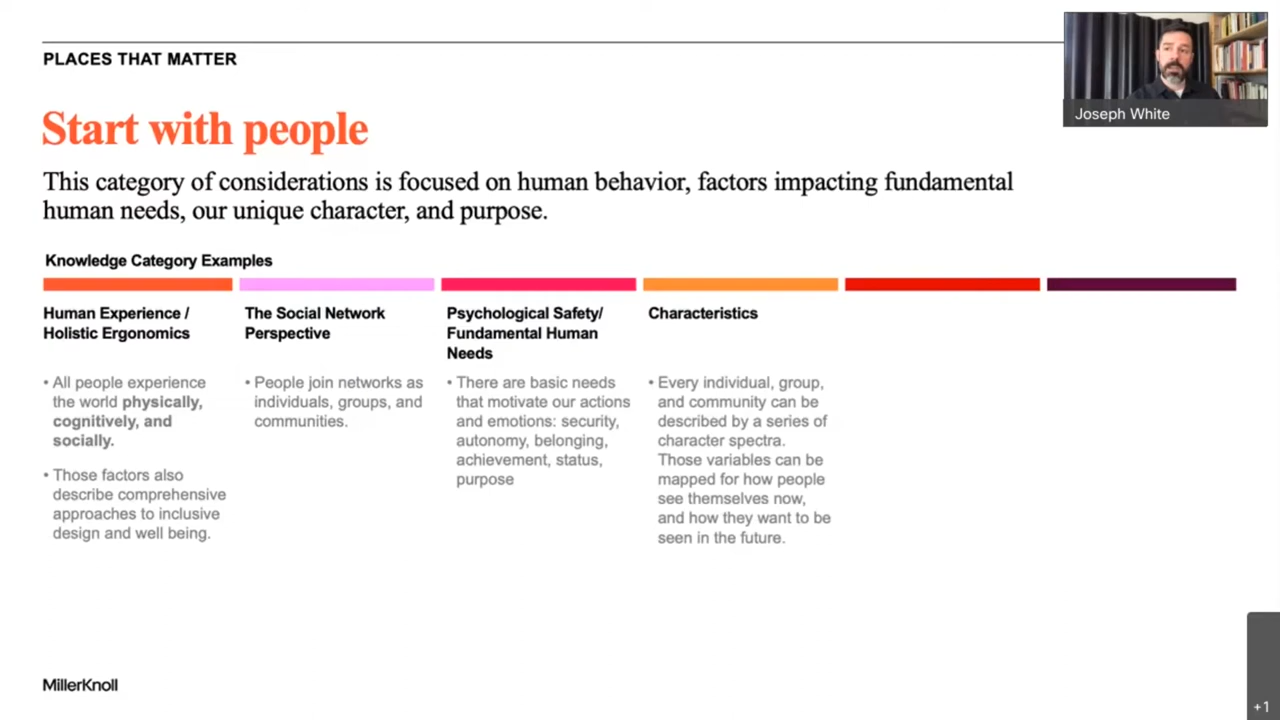 PLACES THAT MATTER
Joseph White
Start with people
This category of considerations is focused on human behavior, factors impacting fundamental
human needs, our unique character, and purpose.
Knowledge Category Examples
Human Experience /
Holistic Ergonomics
• All people experience
the world physically,
cognitively, and
socially.
• Those factors also
describe comprehensive
approaches to inclusive
design and well being.
The Social Network
Perspective
• People join networks as
individuals, groups, and
communities.
Psychological Safety/
Fundamental Human
Needs
• There are basic needs
that motivate our actions
and emotions: security,
autonomy, belonging,
achievement, status,
purpose
Characteristics
• Every individual, group,
and community can be
described by a series of
character spectra.
Those variables can be
mapped for how people
see themselves now,
and how they want to be
seen in the future.
MillerKnoll
+1